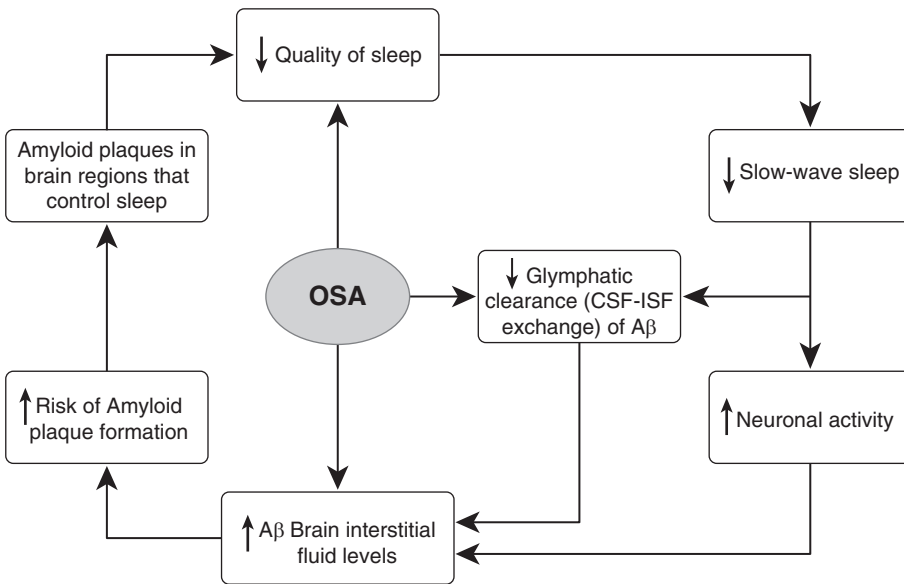 ↓ Quality of sleep
Amyloid plaques in
brain regions that
control sleep
↓ Slow-wave sleep
OSA
↓ Glymphatic
clearance (CSF-ISF
exchange) of Aβ
↑ Risk of Amyloid
plaque formation
↑ Neuronal activity
↑ Aβ Brain interstitial
fluid levels